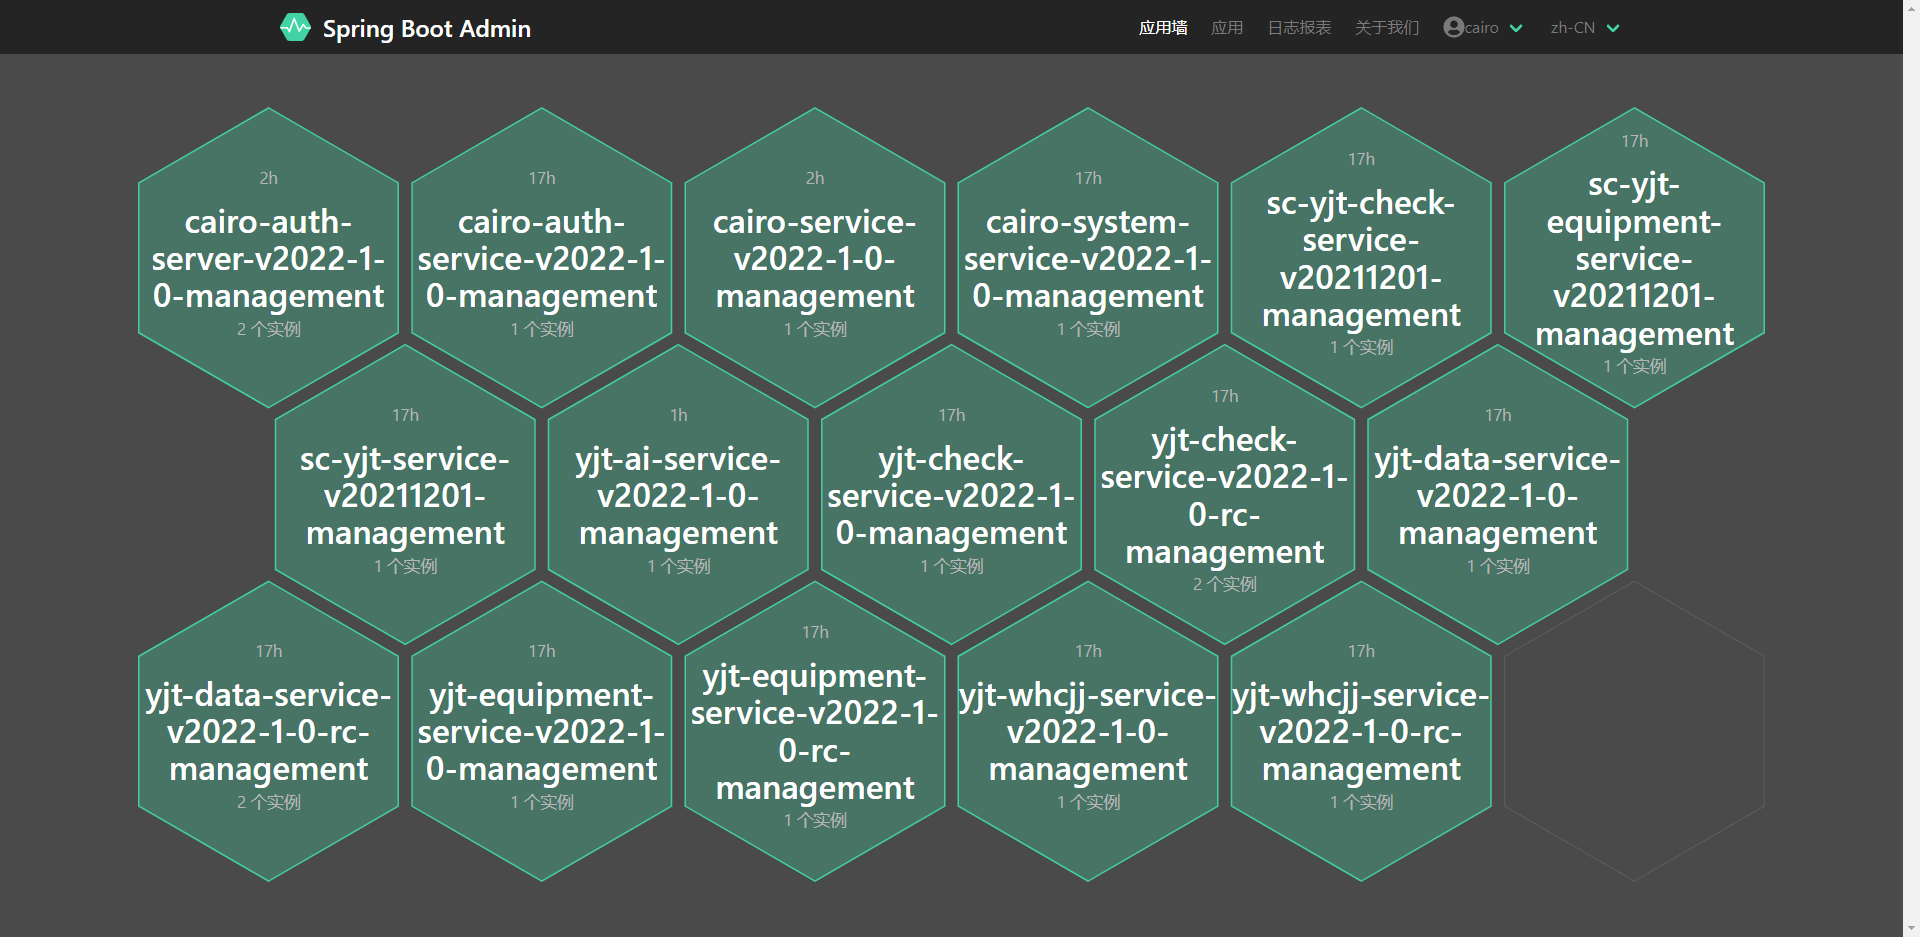 Spring Boot Admin
应用墙 应用 日志报表 关于我们 cairo zh-CN
2h
cairo-auth-
server-v2022-1-
0-management
2 个实例
17h
cairo-auth-
service-v2022-1-
0-management
1 个实例
2h
cairo-service-
v2022-1-0-
management
1 个实例
17h
cairo-system-
service-v2022-1-
0-management
1 个实例
17h
sc-yjt-check-
service-
v20211201-
management
1 个实例
17h
sc-yjt-
equipment-
service-
v20211201-
management
1 个实例
17h
sc-yjt-service-
v20211201-
management
1 个实例
1h
yjt-ai-service-
v2022-1-0-
management
1 个实例
17h
yjt-check-
service-v2022-1-
0-management
1 个实例
17h
yjt-check-
service-v2022-1-
0-rc-
management
2 个实例
17h
yjt-data-service-
v2022-1-0-
management
1 个实例
17h
yjt-data-service-
v2022-1-0-rc-
management
2 个实例
17h
yjt-equipment-
service-v2022-1-
0-management
1 个实例
17h
yjt-equipment-
service-v2022-1-
0-rc-
management
1 个实例
17h
yjt-whcjj-service-
v2022-1-0-
management
1 个实例
17h
yjt-whcjj-service-
v2022-1-0-rc-
management
1 个实例